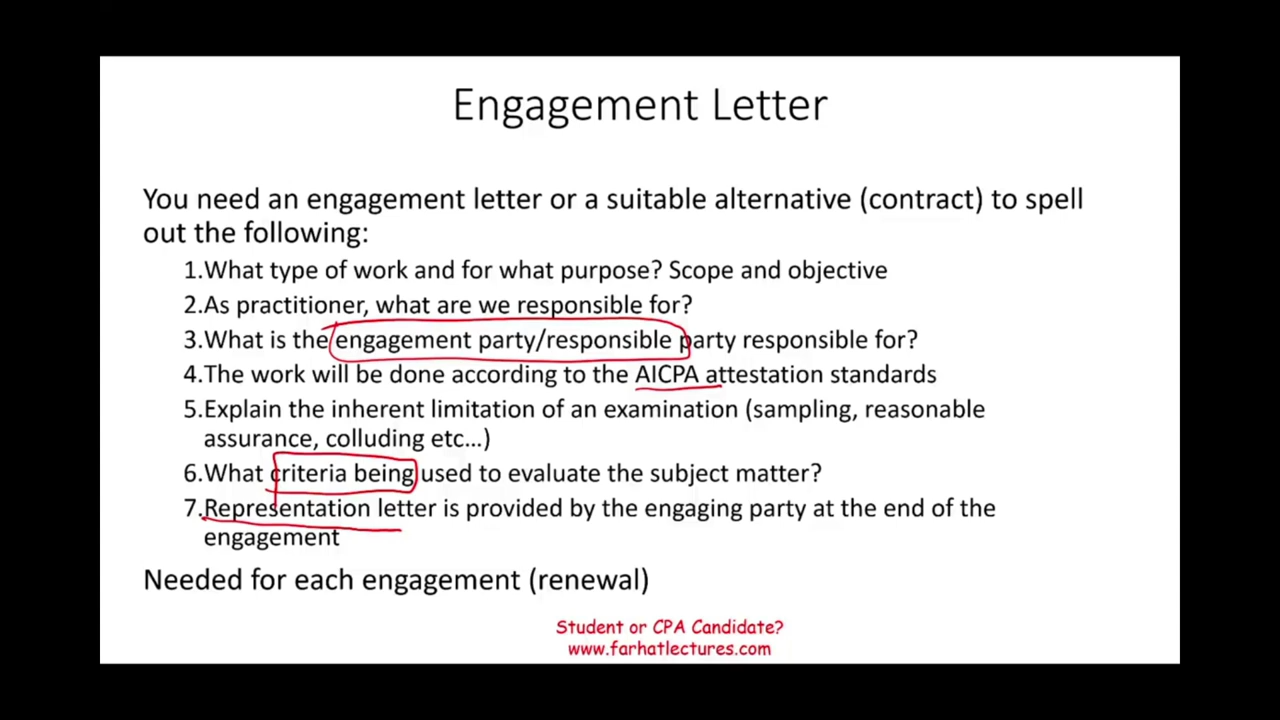 Engagement Letter
You need an engagement letter or a suitable alternative (contract) to spell
out the following:
1.What type of work and for what purpose? Scope and objective
2.As practitioner, what are we responsible for?
3.What is the engagement party/responsible party responsible for?
4.The work will be done according to the AICPA attestation standards
5.Explain the inherent limitation of an examination (sampling, reasonable
assurance, colluding etc...)
6.What criteria being used to evaluate the subject matter?
7.Representation letter is provided by the engaging party at the end of the
engagement
Needed for each engagement (renewal)
Student or CPA Candidate?
www.farhatlectures.com